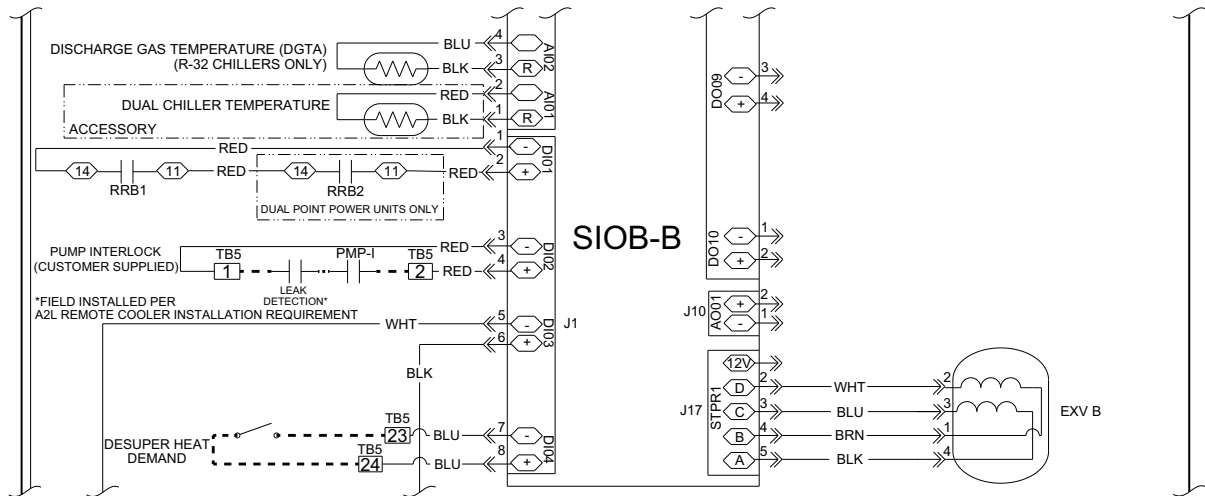 DISCHARGE GAS TEMPERATURE (DGTA)
(R-32 CHILLERS ONLY)
BLU
4
BLK
3
R
AI02
DUAL CHILLER TEMPERATURE
RED
2
BLK
1
R
AI01
ACCESSORY
RED
1
-
2
+
DI01
14
RRB1
11
RED
14
RRB2
11
RED
DUAL POINT POWER UNITS ONLY
SIOB-B
PUMP INTERLOCK
(CUSTOMER SUPPLIED)
TB5
1
LEAK
DETECTION*
PMP-I
TB5
2
RED
3
-
RED
4
+
DI02
*FIELD INSTALLED PER
A2L REMOTE COOLER INSTALLATION REQUIREMENT
WHT
5
-
6
+
DI03
J1
BLK
DESUPER HEAT
DEMAND
TB5
23
BLU
7
-
TB5
24
BLU
8
+
DI04
DO09
-
3
+
4
DO10
-
1
+
2
J10
AO01
+
2
-
1
J17
STPR1
12V
D
2
WHT
2
C
3
BLU
3
B
4
BRN
1
A
5
BLK
4
EXV B